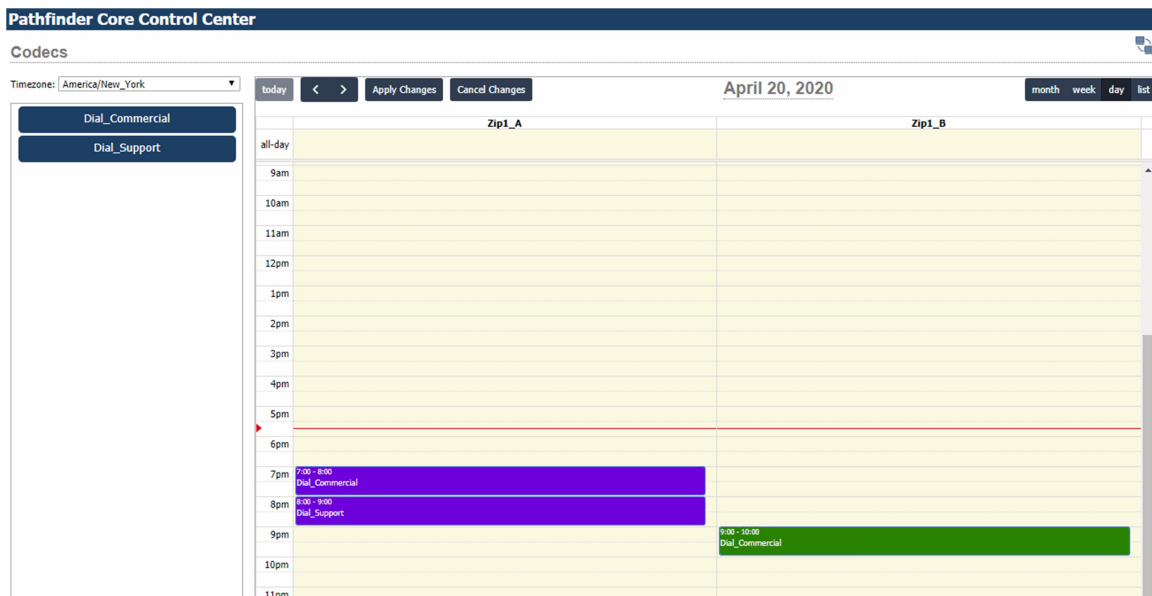 Pathfinder Core Control Center
Codecs
Timezone: America/New_York
today Apply Changes Cancel Changes April 20, 2020 month week day list
Dial_Commercial
Dial_Support
Zip1_A Zip1_B
all-day
9am
10am
11am
12pm
1pm
2pm
3pm
4pm
5pm
6pm
7pm 7:00 - 8:00
Dial_Commercial
8pm 8:00 - 9:00
Dial_Support
9pm 9:00 - 10:00
Dial_Commercial
10pm
11pm